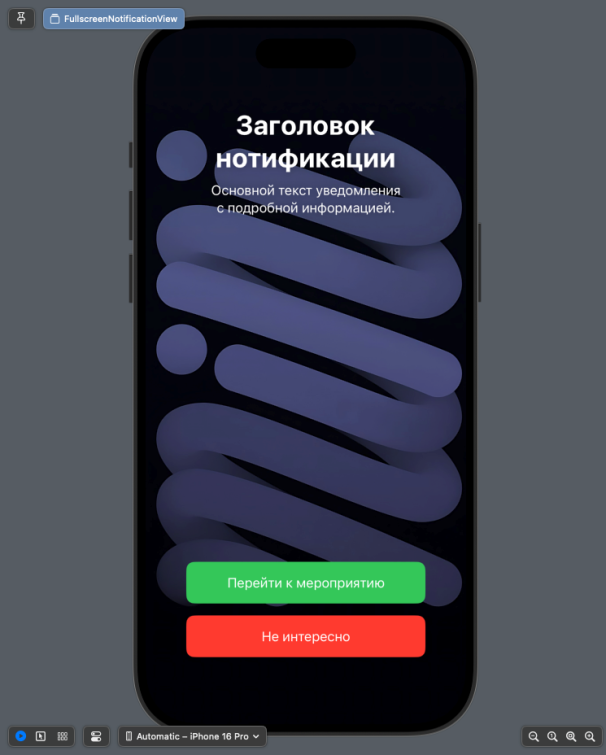 FullscreenNotificationView
Заголовок
нотификации
Основной текст уведомления
с подробной информацией.
Перейти к мероприятию
Не интересно
Automatic – iPhone 16 Pro